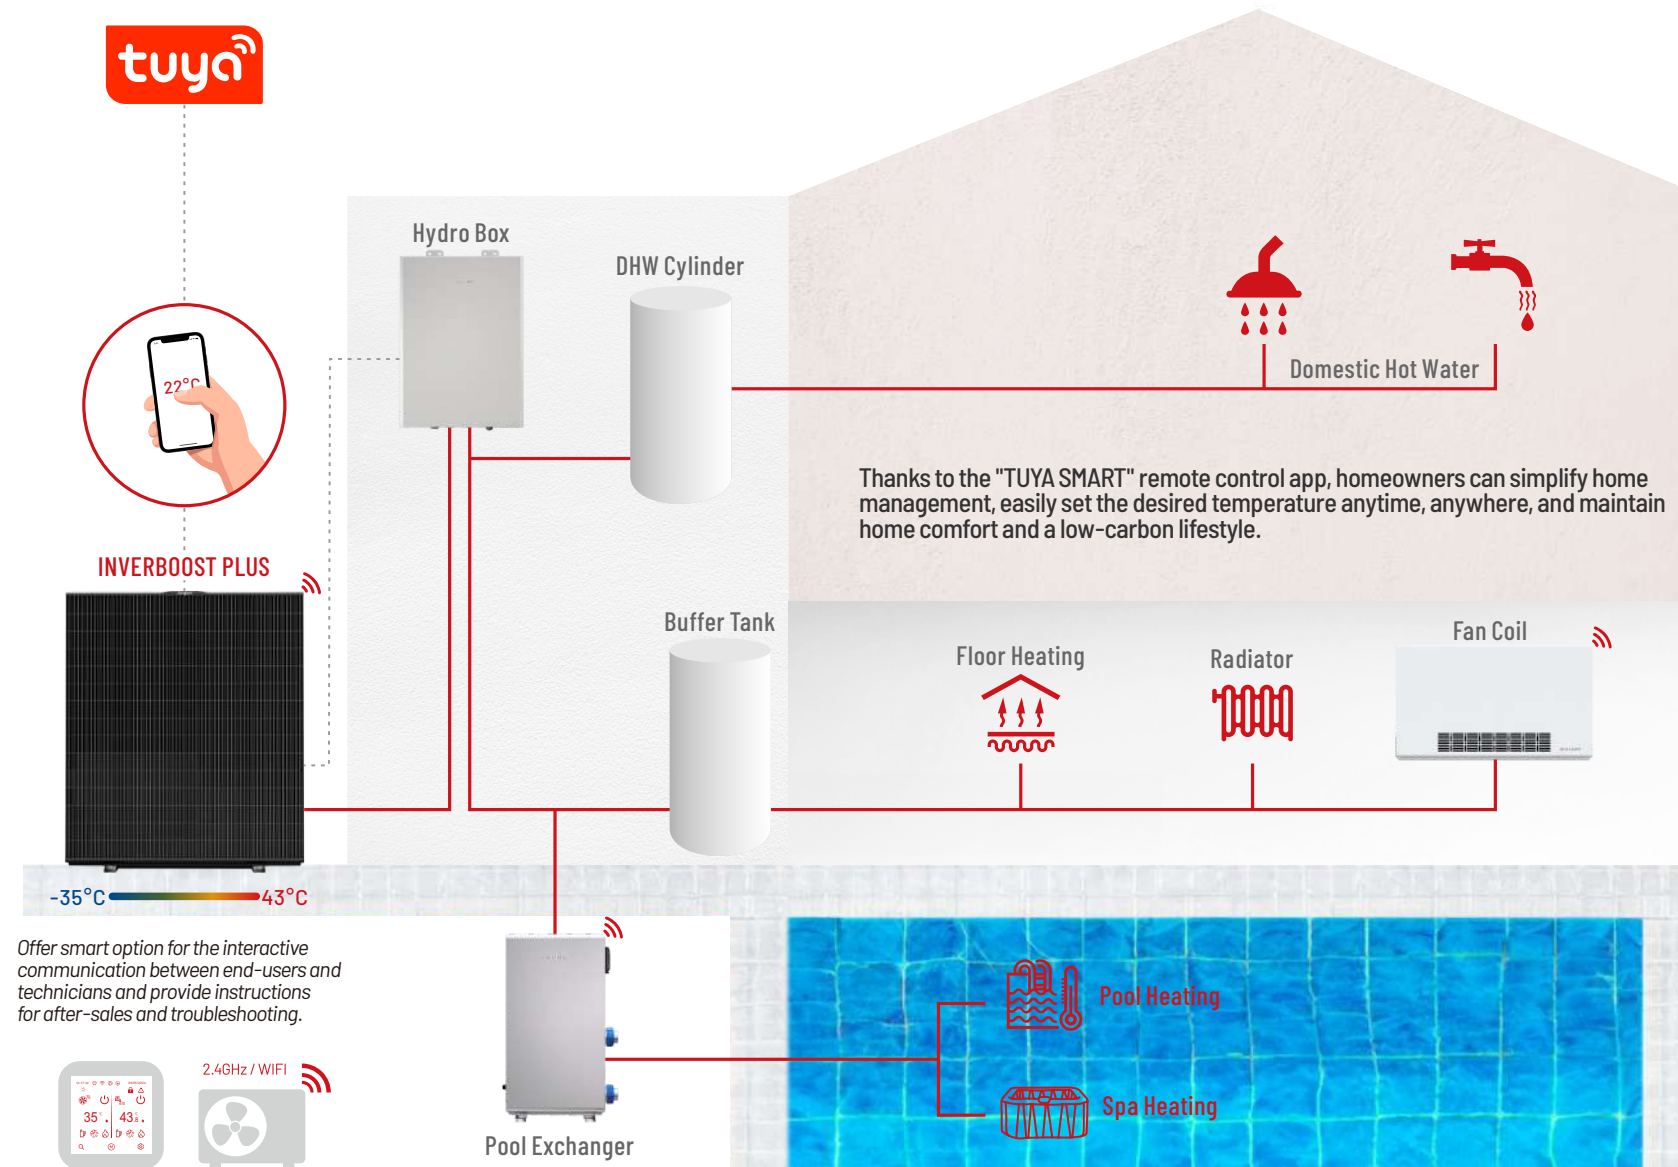 tuya
Hydro Box
DHW Cylinder
22°C
Domestic Hot Water
Thanks to the "TUYA SMART" remote control app, homeowners can simplify home
management, easily set the desired temperature anytime, anywhere, and maintain
home comfort and a low-carbon lifestyle.
INVERBOOST PLUS
Buffer Tank
Floor Heating
Radiator
Fan Coil
-35°C
43°C
Offer smart option for the interactive
communication between end-users and
technicians and provide instructions
for after-sales and troubleshooting.
Pool Heating
2.4GHz / WIFI
35
43
Spa Heating
Pool Exchanger